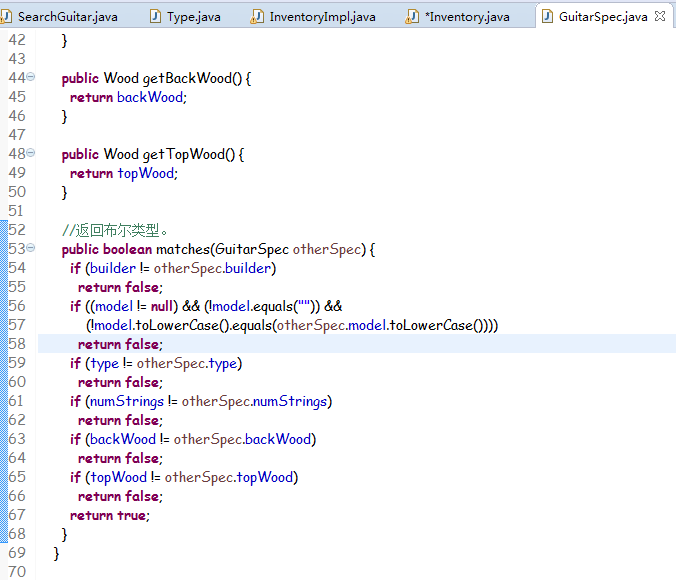 SearchGuitar.java Type.java InventoryImpl.java *Inventory.java GuitarSpec.java
42 }
43
44 public Wood getBackWood() {
45 return backWood;
46 }
47
48 public Wood getTopWood() {
49 return topWood;
50 }
51
52 //返回布尔类型。
53 public boolean matches(GuitarSpec otherSpec) {
54 if (builder != otherSpec.builder)
55 return false;
56 if ((model != null) && (!model.equals("")) &&
57 (!model.toLowerCase().equals(otherSpec.model.toLowerCase())))
58 return false;
59 if (type != otherSpec.type)
60 return false;
61 if (numStrings != otherSpec.numStrings)
62 return false;
63 if (backWood != otherSpec.backWood)
64 return false;
65 if (topWood != otherSpec.topWood)
66 return false;
67 return true;
68 }
69 }
70